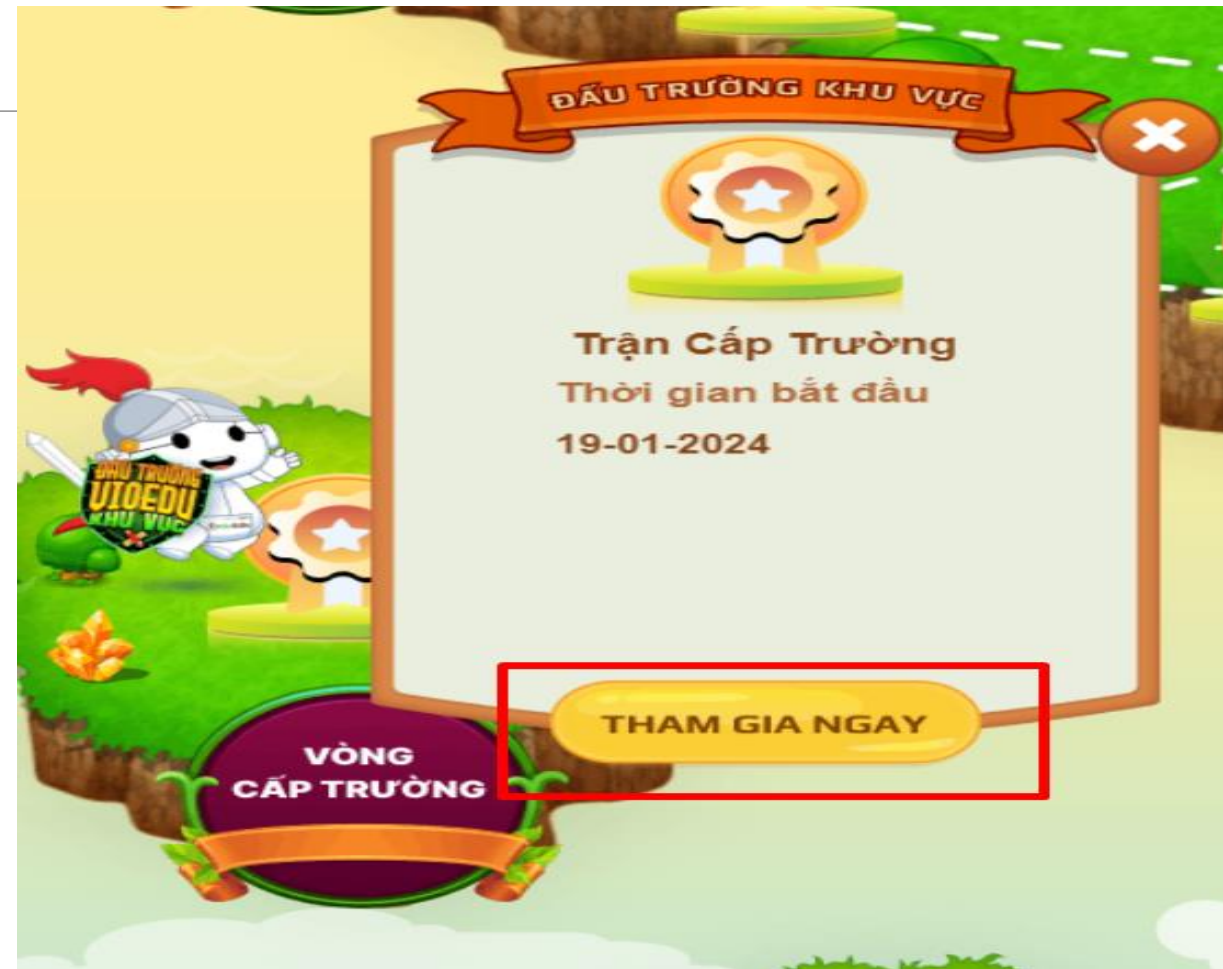 ĐẤU TRƯỜNG KHU VỰC
Trận Cấp Trường
Thời gian bắt đầu
19-01-2024
ĐẤU TRƯỜNG
VIOEDU
KHU VỰC
THAM GIA NGAY
VÒNG
CẤP TRƯỜNG